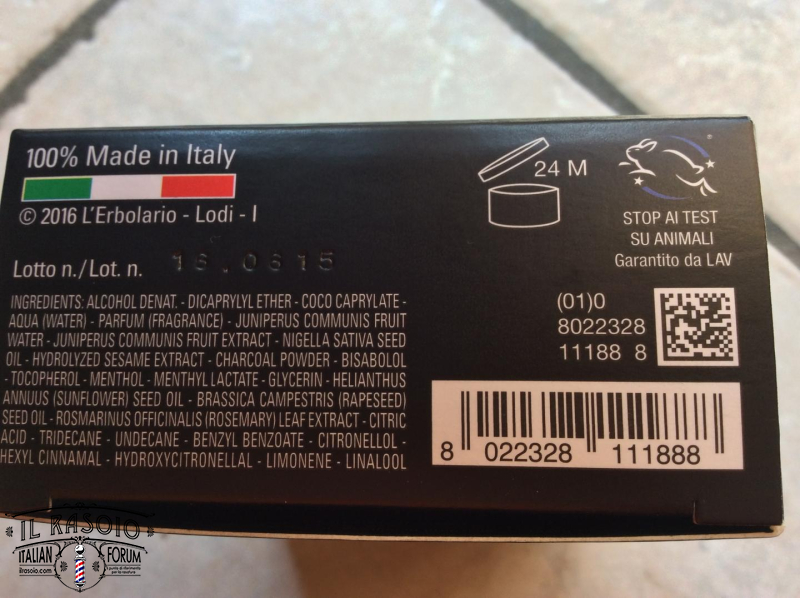 100% Made in Italy
© 2016 L'Erbolario - Lodi - I
Lotto n./Lot. n. 16.0615
INGREDIENTS: ALCOHOL DENAT. - DICAPRYLYL ETHER - COCO CAPRYLATE -
AQUA (WATER) - PARFUM (FRAGRANCE) - JUNIPERUS COMMUNIS FRUIT
WATER - JUNIPERUS COMMUNIS FRUIT EXTRACT - NIGELLA SATIVA SEED
OIL - HYDROLYZED SESAME EXTRACT - CHARCOAL POWDER - BISABOLOL
- TOCOPHEROL - MENTHOL - MENTHYL LACTATE - GLYCERIN - HELIANTHUS
ANNUUS (SUNFLOWER) SEED OIL - BRASSICA CAMPESTRIS (RAPESEED)
SEED OIL - ROSMARINUS OFFICINALIS (ROSEMARY) LEAF EXTRACT - CITRIC
ACID - TRIDECANE - UNDECANE - BENZYL BENZOATE - CITRONELLOL -
HEXYL CINNAMAL - HYDROXYCITRONELLAL - LIMONENE - LINALOOL
24 M
STOP AI TEST
SU ANIMALI
Garantito da LAV
(01)0
8022328
11188 8
8 022328 111888
IL RASOIO
ITALIAN FORUM
ilrasoio.com